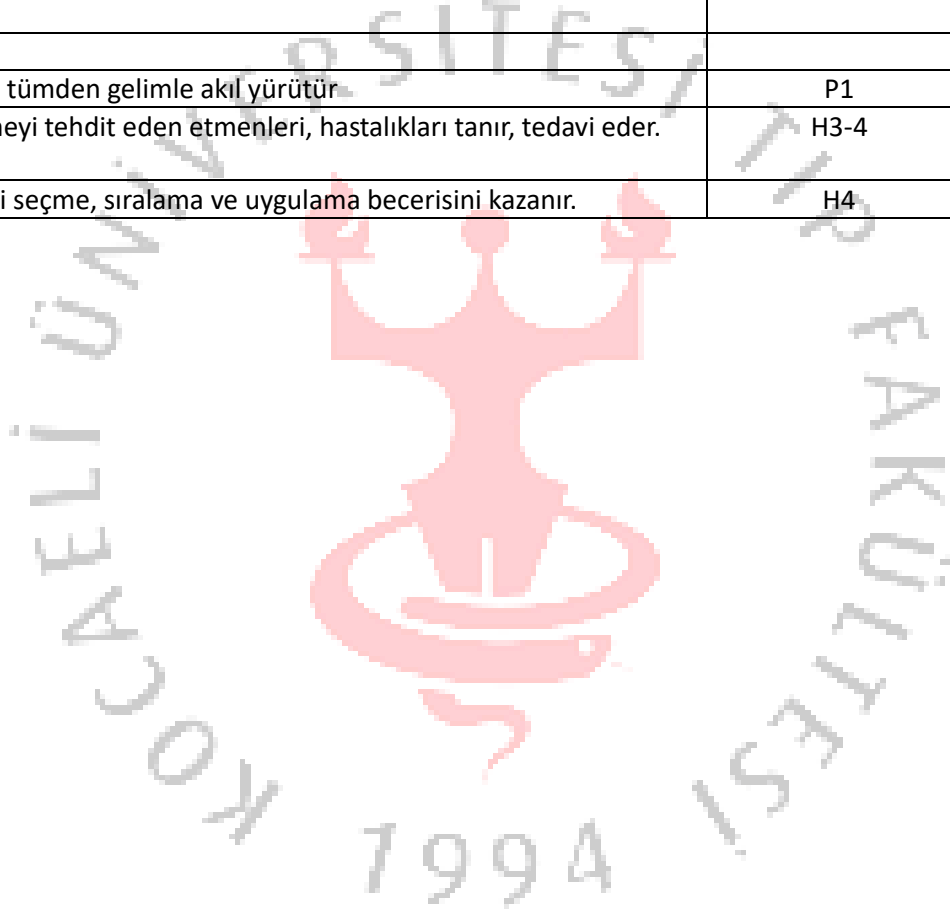 tümden gelimle akıl yürütür P1
eyi tehdit eden etmenleri, hastalıkları tanır, tedavi eder. H3-4
i seçme, sıralama ve uygulama becerisini kazanır. H4
KOCAELİ ÜNİVERSİTESİ TIP FAKÜLTESİ
1994